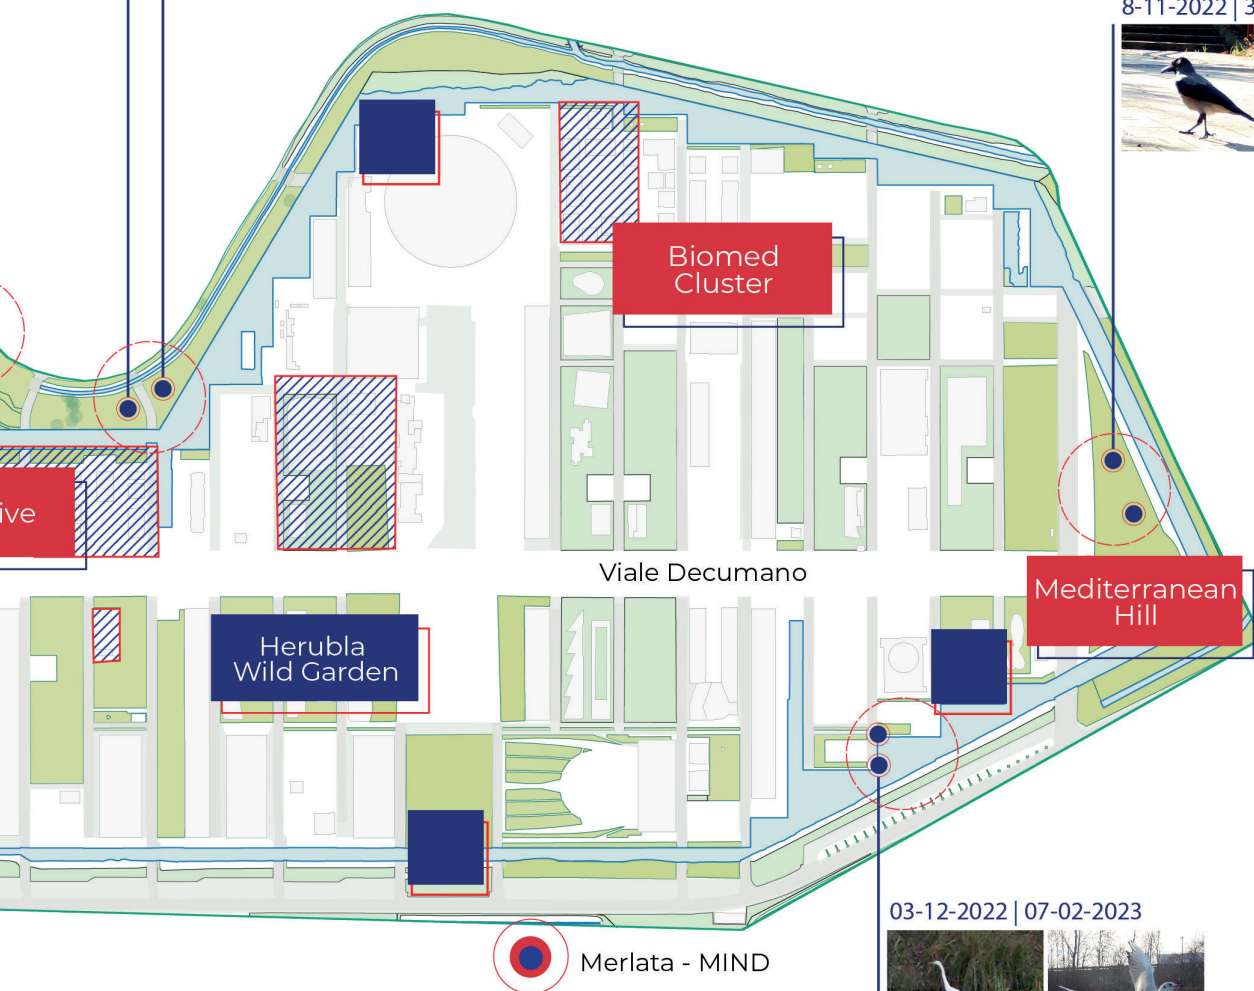 8-11-2022 | 3
Biomed
Cluster
ive
Viale Decumano
Mediterranean
Hill
Herubla
Wild Garden
03-12-2022 | 07-02-2023
Merlata - MIND